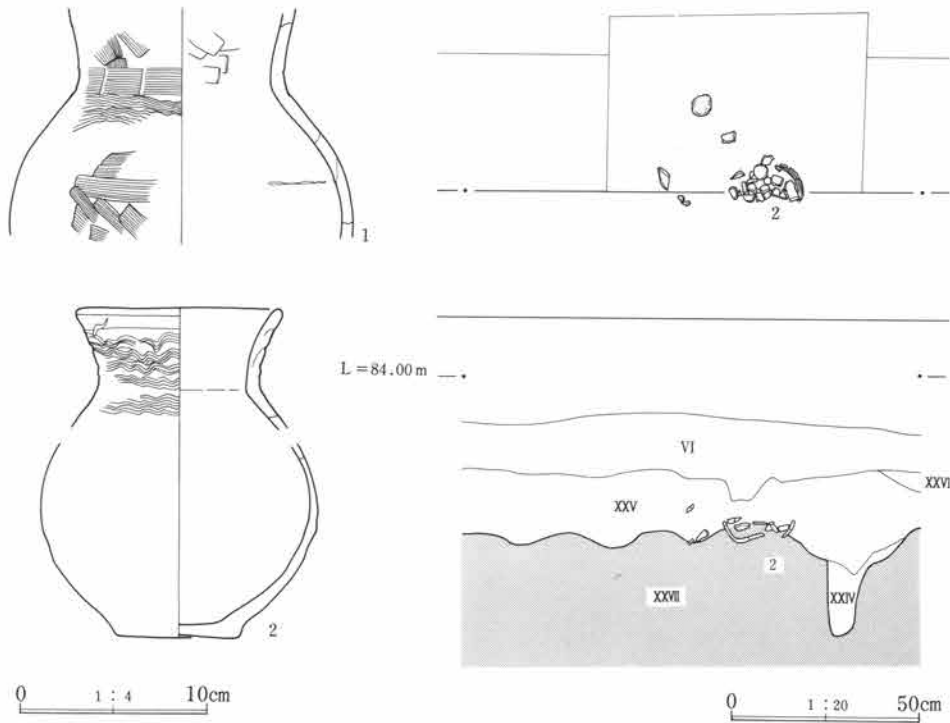 1
2
L=84.00m
VI
XXVI
XXV
2
XXVII
XXIV
2
0 1 : 4 10cm
0 1 : 20 50cm